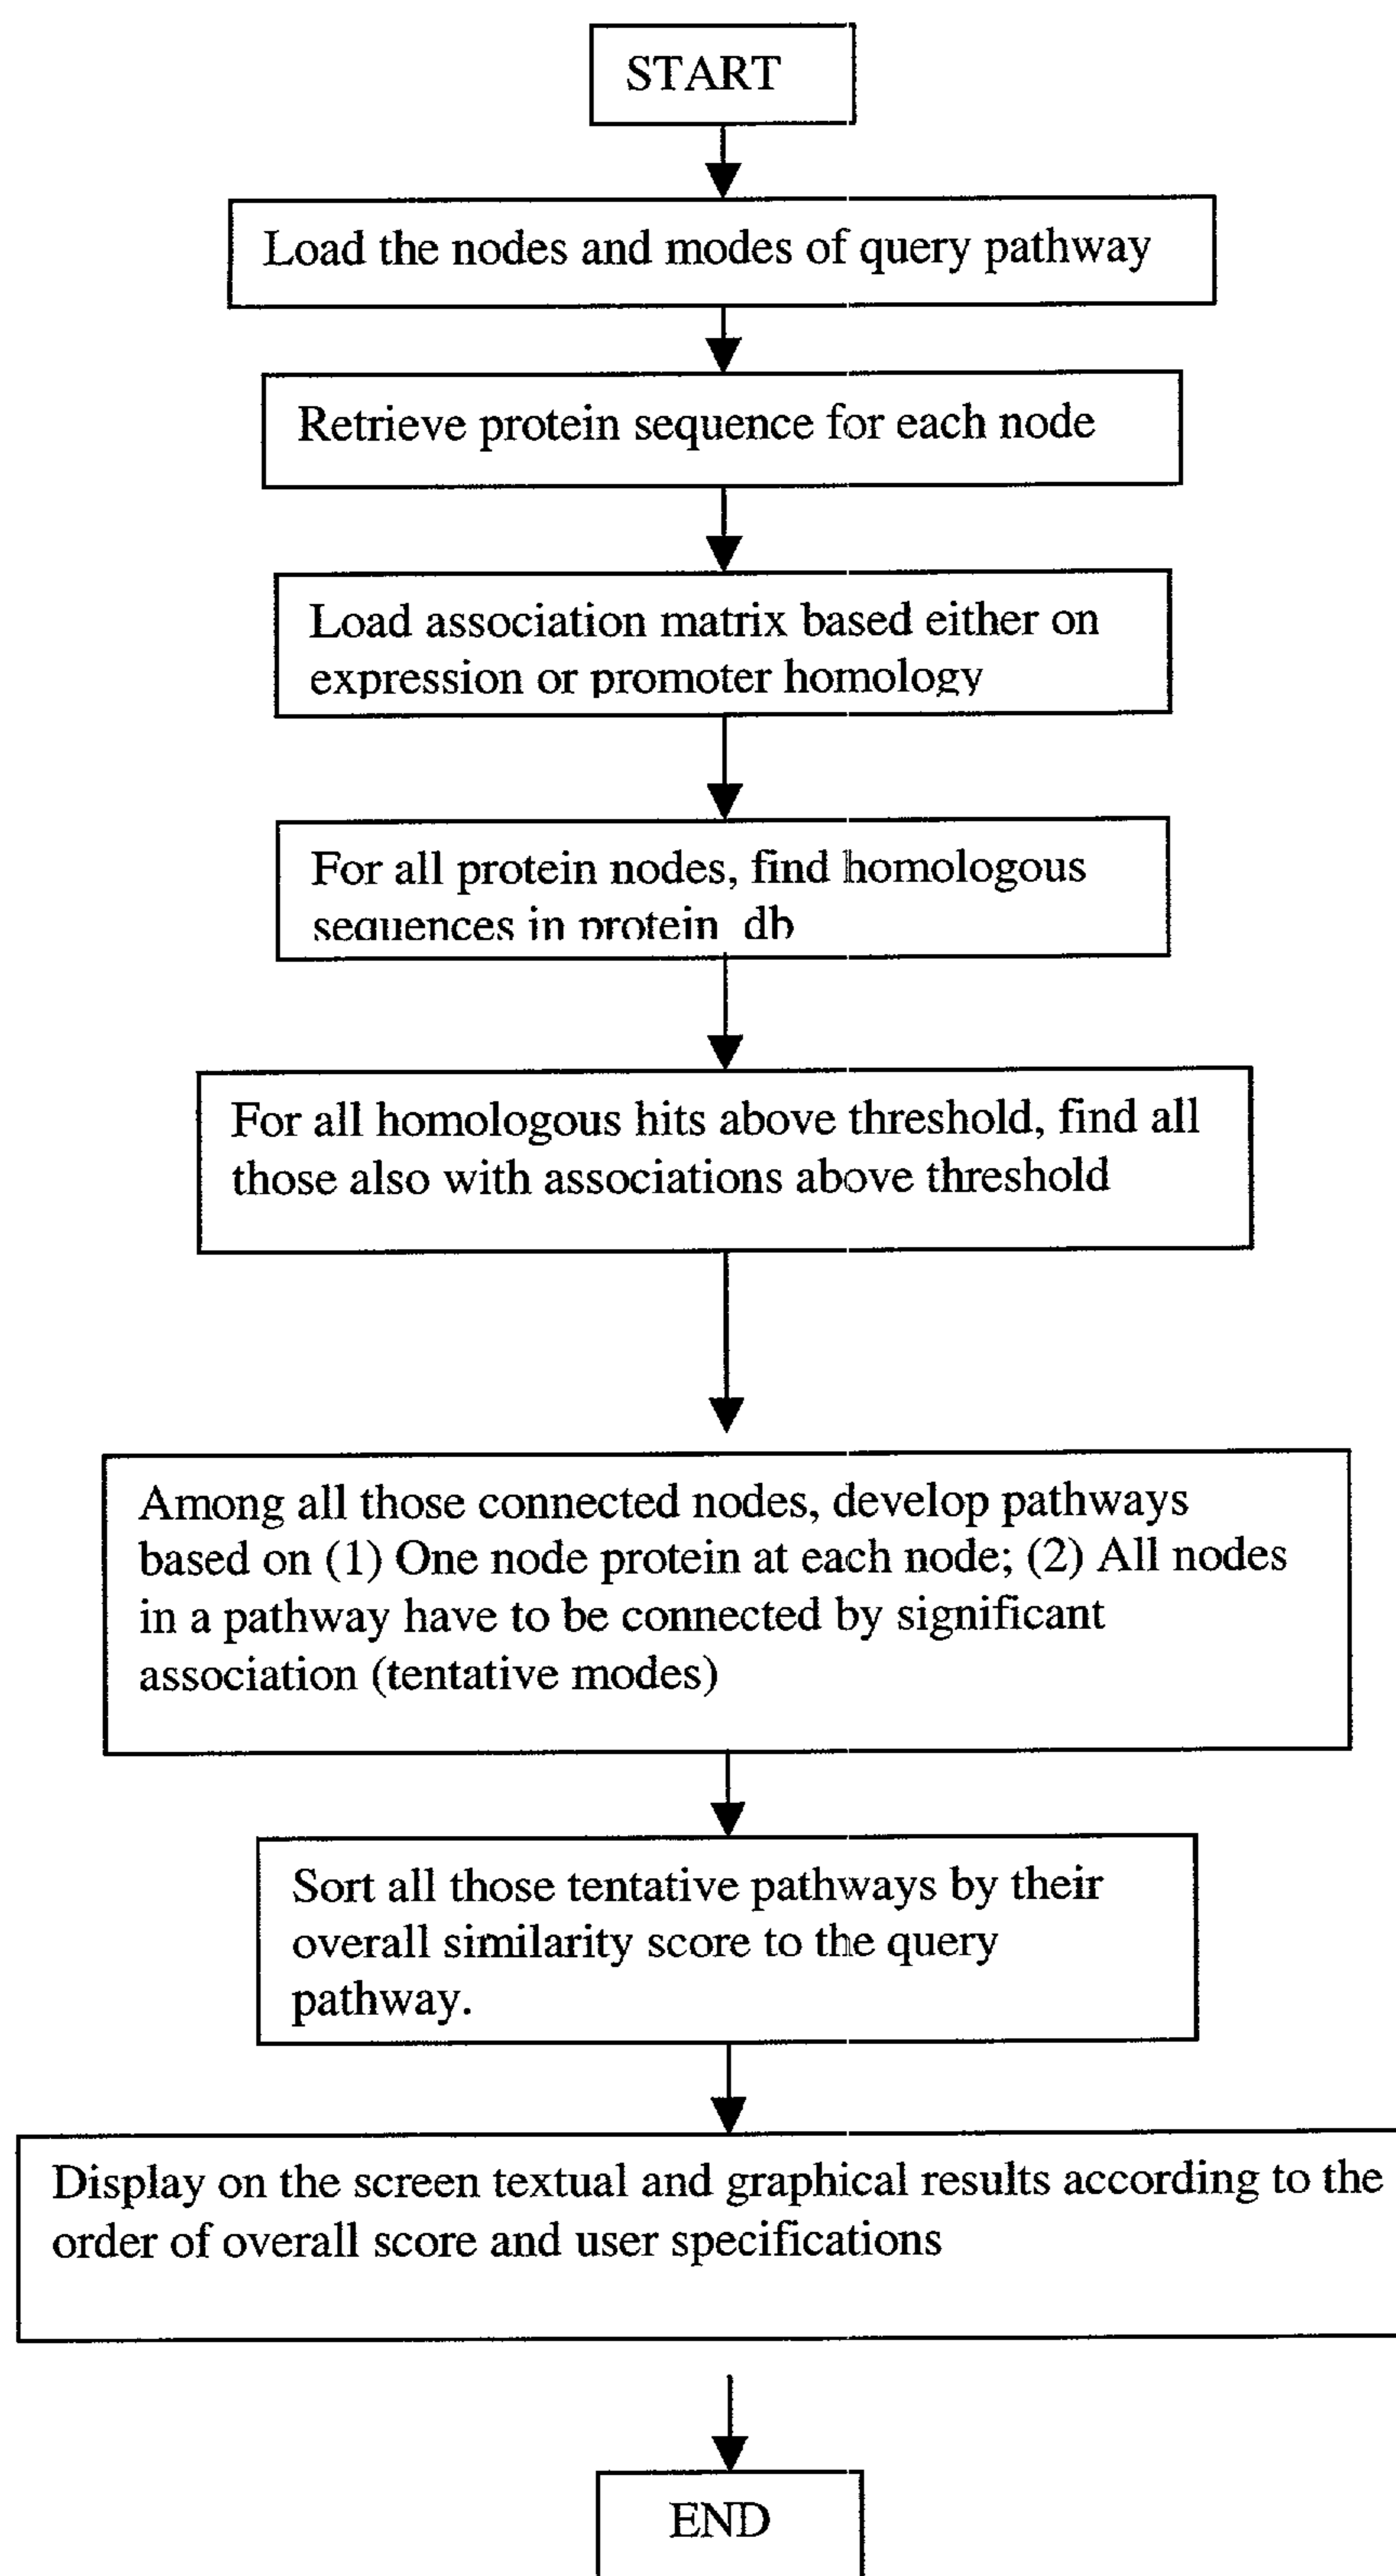 START
Load the nodes and modes of query pathway
Retrieve protein sequence for each node
Load association matrix based either on
expression or promoter homology
For all protein nodes, find homologous
sequences in protein_db
For all homologous hits above threshold, find all
those also with associations above threshold
Among all those connected nodes, develop pathways
based on (1) One node protein at each node; (2) All nodes
in a pathway have to be connected by significant
association (tentative modes)
Sort all those tentative pathways by their
overall similarity score to the query
pathway.
Display on the screen textual and graphical results according to the
order of overall score and user specifications
END